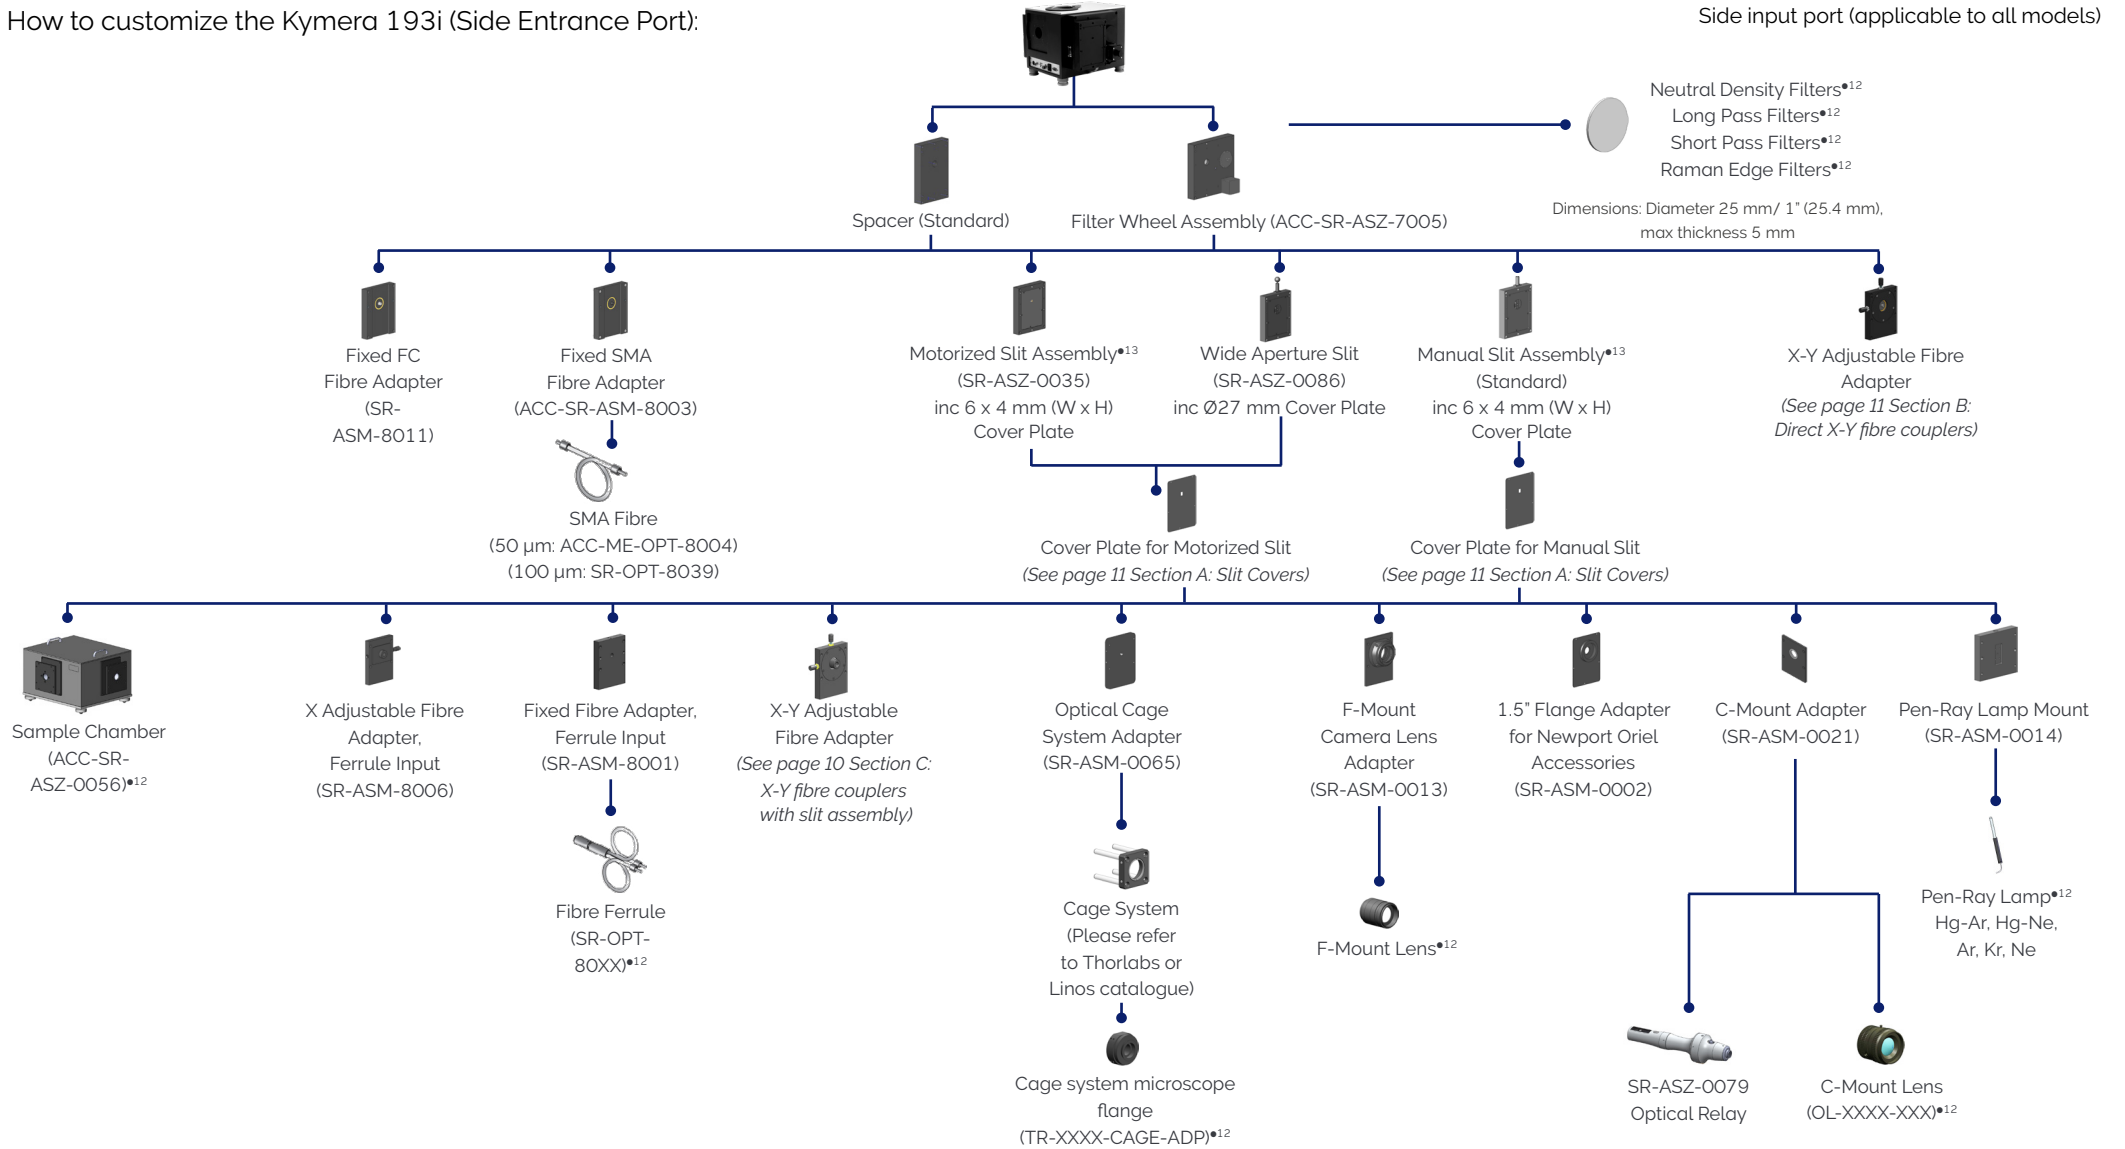 How to customize the Kymera 193i (Side Entrance Port):
Side input port (applicable to all models)
Neutral Density Filters●12
Long Pass Filters●12
Short Pass Filters●12
Raman Edge Filters●12
Dimensions: Diameter 25 mm/ 1" (25.4 mm),
max thickness 5 mm
Spacer (Standard)
Filter Wheel Assembly (ACC-SR-ASZ-7005)
Fixed FC
Fibre Adapter
(SR-
ASM-8011)
Fixed SMA
Fibre Adapter
(ACC-SR-ASM-8003)
Motorized Slit Assembly●13
(SR-ASZ-0035)
inc 6 x 4 mm (W x H)
Cover Plate
Wide Aperture Slit
(SR-ASZ-0086)
inc Ø27 mm Cover Plate
Manual Slit Assembly●13
(Standard)
inc 6 x 4 mm (W x H)
Cover Plate
X-Y Adjustable Fibre
Adapter
(See page 11 Section B:
Direct X-Y fibre couplers)
SMA Fibre
(50 µm: ACC-ME-OPT-8004)
(100 µm: SR-OPT-8039)
Cover Plate for Motorized Slit
(See page 11 Section A: Slit Covers)
Cover Plate for Manual Slit
(See page 11 Section A: Slit Covers)
Sample Chamber
(ACC-SR-
ASZ-0056)●12
X Adjustable Fibre
Adapter,
Ferrule Input
(SR-ASM-8006)
Fixed Fibre Adapter,
Ferrule Input
(SR-ASM-8001)
X-Y Adjustable
Fibre Adapter
(See page 10 Section C:
X-Y fibre couplers
with slit assembly)
Optical Cage
System Adapter
(SR-ASM-0065)
F-Mount
Camera Lens
Adapter
(SR-ASM-0013)
1.5" Flange Adapter
for Newport Oriel
Accessories
(SR-ASM-0002)
C-Mount Adapter
(SR-ASM-0021)
Pen-Ray Lamp Mount
(SR-ASM-0014)
Fibre Ferrule
(SR-OPT-
80XX)●12
Cage System
(Please refer
to Thorlabs or
Linos catalogue)
F-Mount Lens●12
Pen-Ray Lamp●12
Hg-Ar, Hg-Ne,
Ar, Kr, Ne
Cage system microscope
flange
(TR-XXXX-CAGE-ADP)●12
SR-ASZ-0079
Optical Relay
C-Mount Lens
(OL-XXXX-XXX)●12